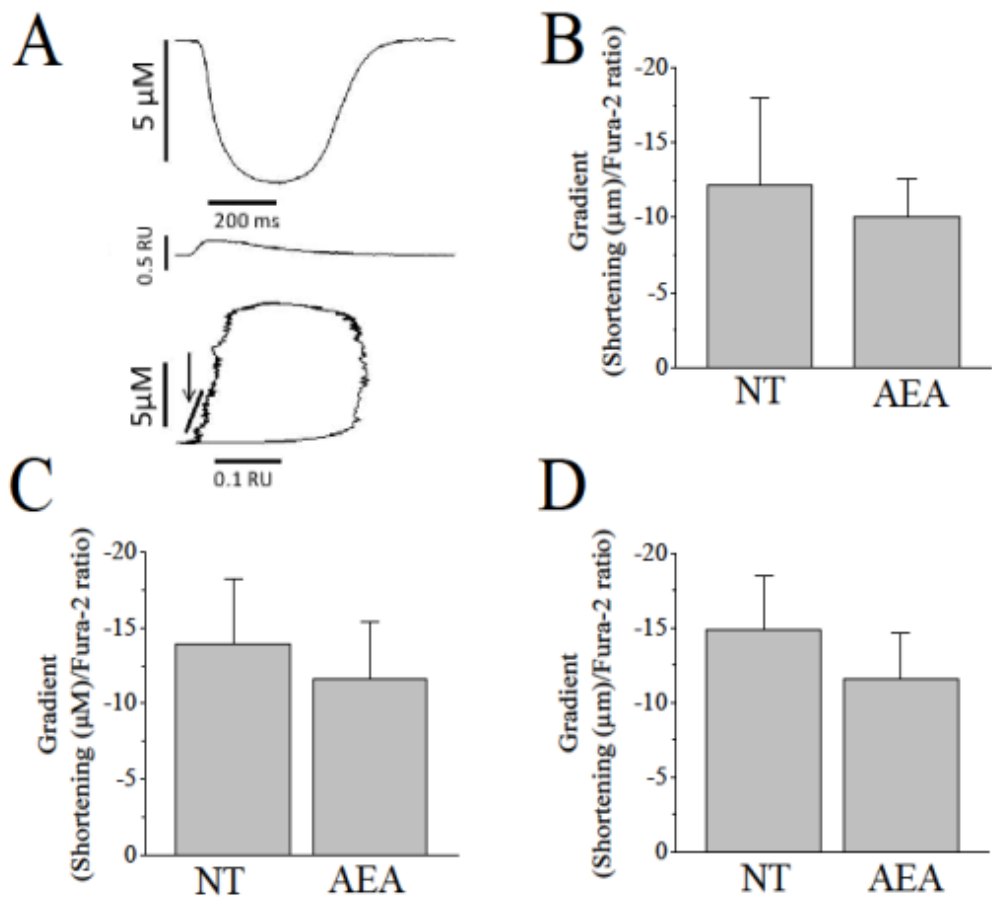 A
5 µM
200 ms
0.5 RU
5µM
0.1 RU
B
Gradient
(Shortening (µm)/Fura-2 ratio)
-20
-15
-10
-5
0
NT
AEA
C
Gradient
(Shortening (µM)/Fura-2 ratio)
-20
-15
-10
-5
0
NT
AEA
D
Gradient
(Shortening (µm)/Fura-2 ratio)
-20
-15
-10
-5
0
NT
AEA